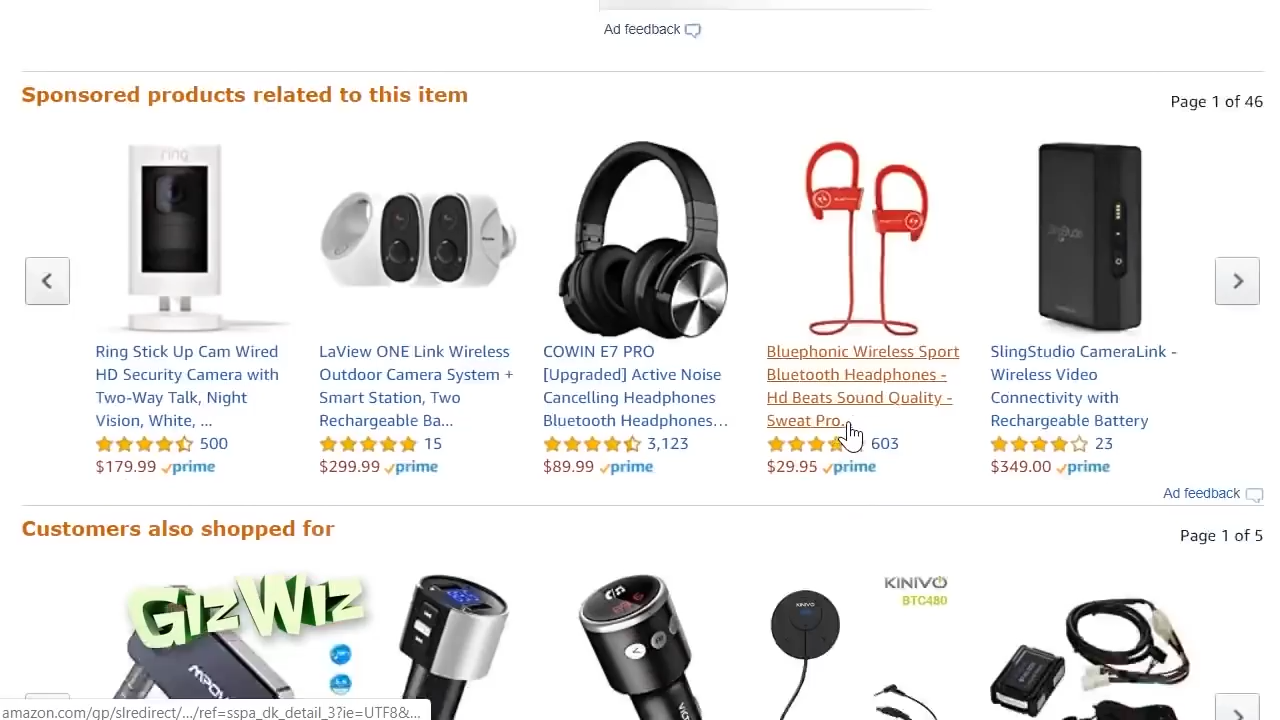 Ad feedback
Sponsored products related to this item
Page 1 of 46
ring
Ring Stick Up Cam Wired
HD Security Camera with
Two-Way Talk, Night
Vision, White, ...
500
$179.99 prime
LaView ONE Link Wireless
Outdoor Camera System +
Smart Station, Two
Rechargeable Ba...
15
$299.99 prime
COWIN E7 PRO
[Upgraded] Active Noise
Cancelling Headphones
Bluetooth Headphones...
3,123
$89.99 prime
Bluephonic Wireless Sport
Bluetooth Headphones -
Hd Beats Sound Quality -
Sweat Pro...
603
$29.95 prime
SlingStudio CameraLink -
Wireless Video
Connectivity with
Rechargeable Battery
23
$349.00 prime
Ad feedback
Customers also shopped for
Page 1 of 5
GIZWIZ
MPOW
KINIVO
KINIVO
BTC480
amazon.com/gp/slredirect/.../ref=sspa_dk_detail_3?ie=UTF8&...